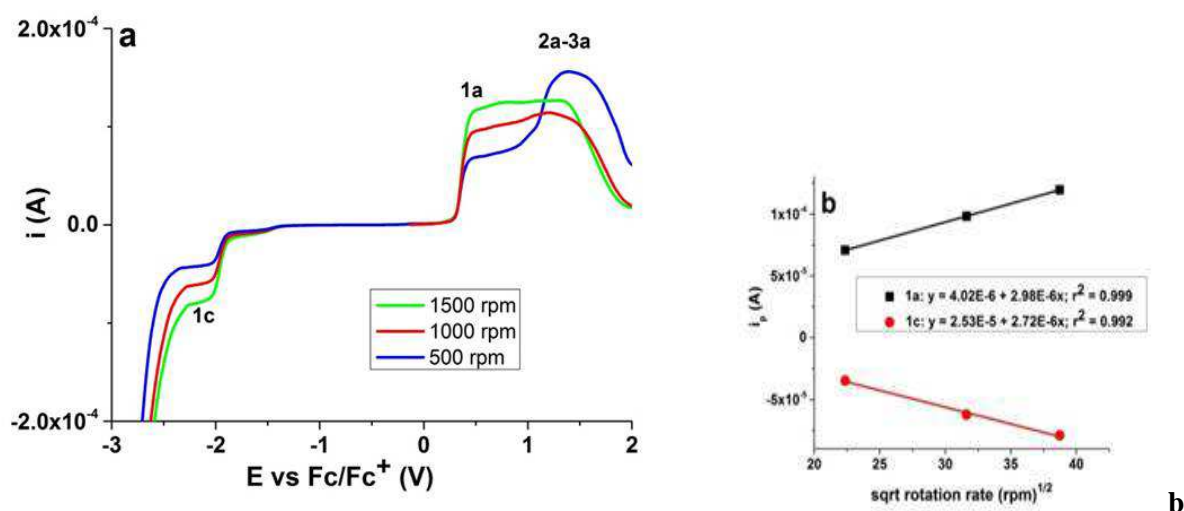 a
2a-3a
1a
1c
2.0x10⁻⁴
0.0
-2.0x10⁻⁴
i (A)
-3
-2
-1
0
1
2
E vs Fc/Fc⁺ (V)
1500 rpm
1000 rpm
500 rpm
b
1x10⁻⁴
5x10⁻⁵
0
-5x10⁻⁵
iₚ (A)
1a: y = 4.02E-6 + 2.98E-6x; r² = 0.999
1c: y = 2.53E-5 + 2.72E-6x; r² = 0.992
20
25
30
35
40
sqrt rotation rate (rpm)¹/²
b